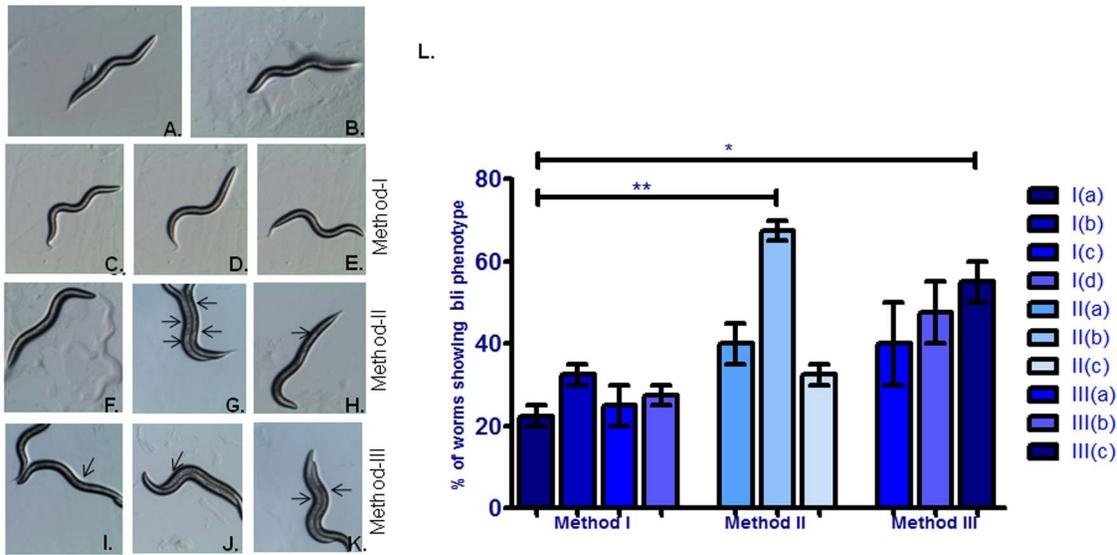 A.
B.
C.
D.
E.
Method-I
F.
G.
H.
Method-II
I.
J.
K.
Method-III
L.
*
**
% of worms showing bli phenotype
80
60
40
20
0
Method I
Method II
Method III
I(a)
I(b)
I(c)
I(d)
II(a)
II(b)
II(c)
III(a)
III(b)
III(c)